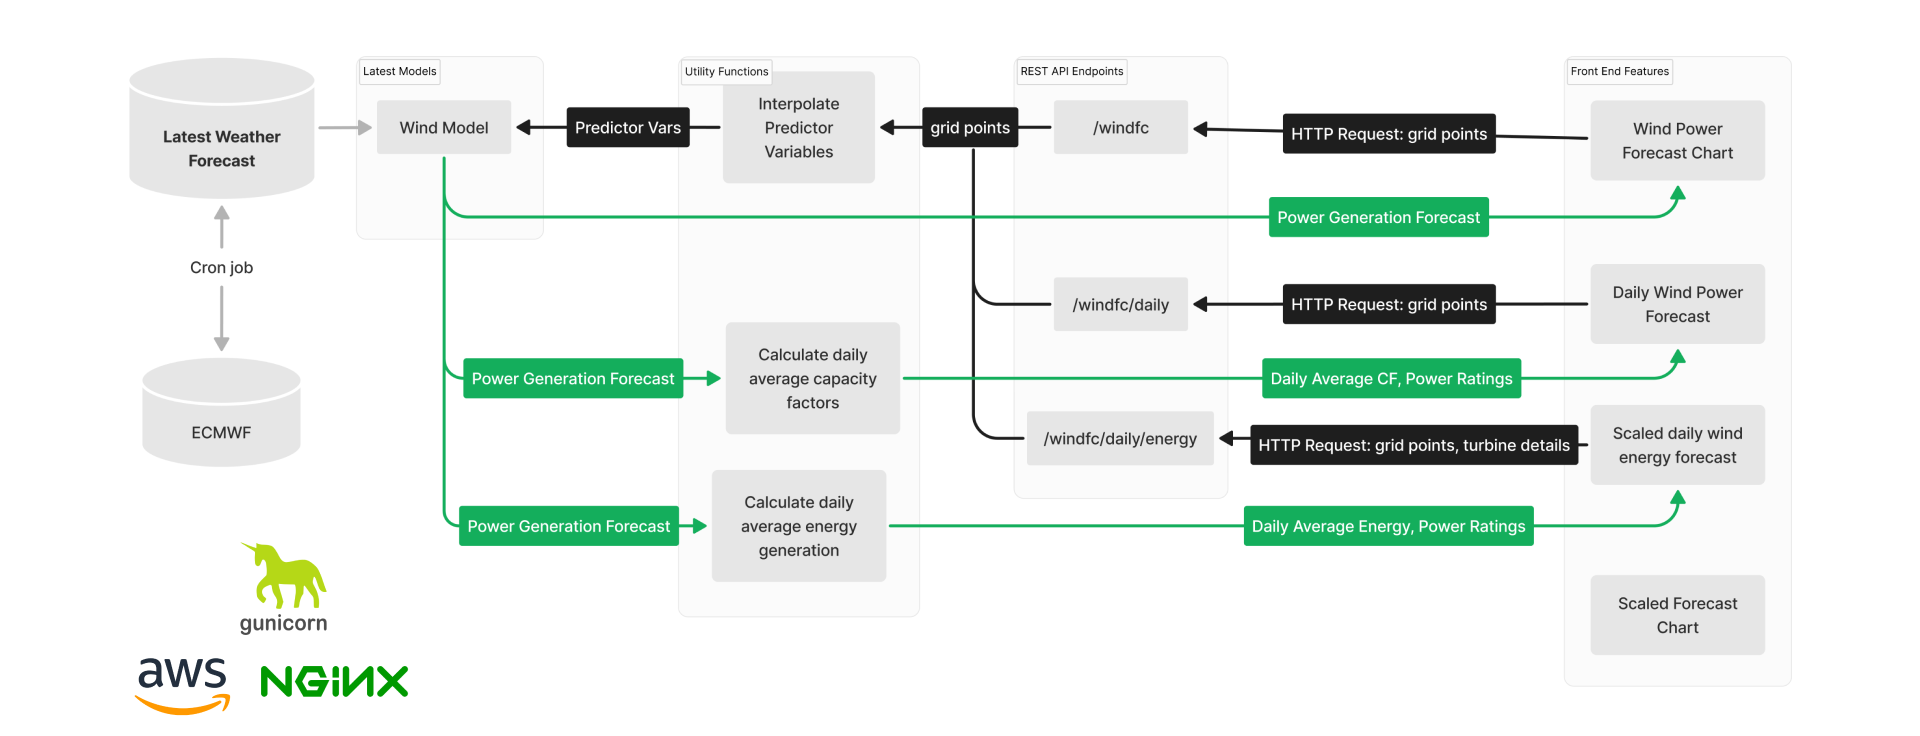 Latest Models
Utility Functions
REST API Endpoints
Front End Features
Latest Weather
Forecast
Wind Model
Predictor Vars
Interpolate
Predictor
Variables
grid points
/windfc
HTTP Request: grid points
Wind Power
Forecast Chart
Power Generation Forecast
Cron job
/windfc/daily
HTTP Request: grid points
Daily Wind Power
Forecast
Power Generation Forecast
Calculate daily
average capacity
factors
Daily Average CF, Power Ratings
ECMWF
/windfc/daily/energy
HTTP Request: grid points, turbine details
Scaled daily wind
energy forecast
Power Generation Forecast
Calculate daily
average energy
generation
Daily Average Energy, Power Ratings
Scaled Forecast
Chart
gunicorn
aws
NGINX